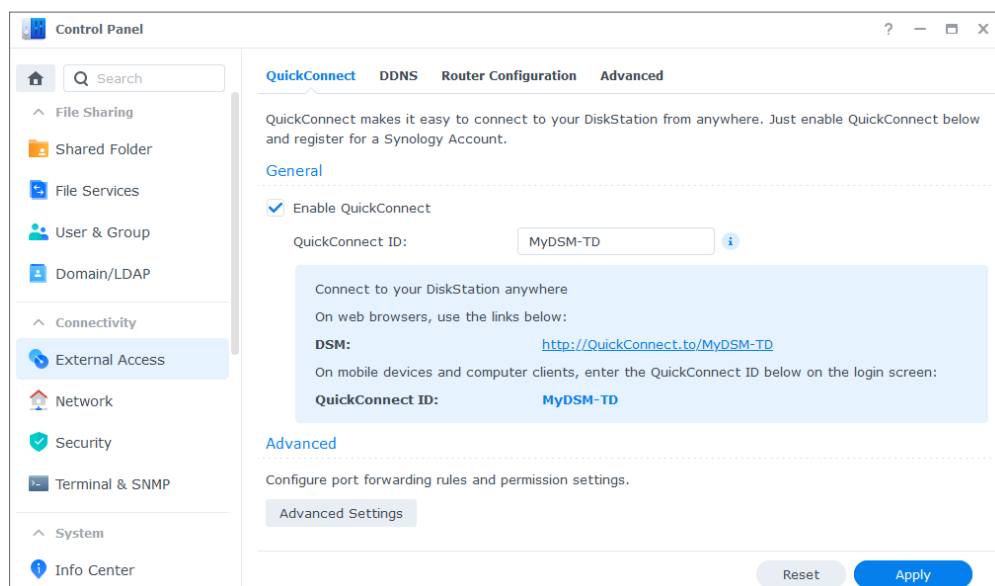 Control Panel
?
Search
File Sharing
Shared Folder
File Services
User & Group
Domain/LDAP
Connectivity
External Access
Network
Security
Terminal & SNMP
System
Info Center
QuickConnect DDNS Router Configuration Advanced
QuickConnect makes it easy to connect to your DiskStation from anywhere. Just enable QuickConnect below
and register for a Synology Account.
General
Enable QuickConnect
QuickConnect ID: MyDSM-TD i
Connect to your DiskStation anywhere
On web browsers, use the links below:
DSM: http://QuickConnect.to/MyDSM-TD
On mobile devices and computer clients, enter the QuickConnect ID below on the login screen:
QuickConnect ID: MyDSM-TD
Advanced
Configure port forwarding rules and permission settings.
Advanced Settings
Reset Apply